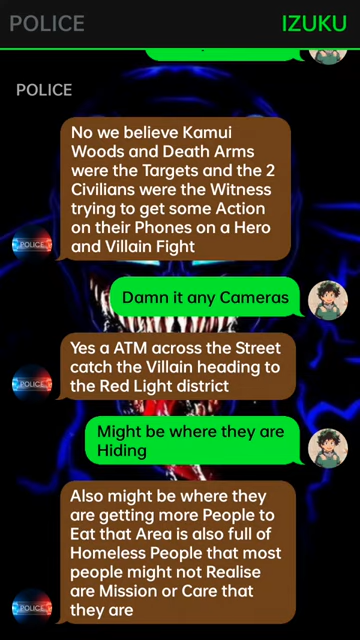 POLICE
IZUKU
POLICE
No we believe Kamui
Woods and Death Arms
were the Targets and the 2
Civilians were the Witness
trying to get some Action
on their Phones on a Hero
and Villain Fight
POLICE
Damn it any Cameras
Yes a ATM across the Street
catch the Villain heading to
the Red Light district
POLICE
Might be where they are
Hiding
Also might be where they
are getting more People to
Eat that Area is also full of
Homeless People that most
people might not Realise
are Mission or Care that
they are
POLICE